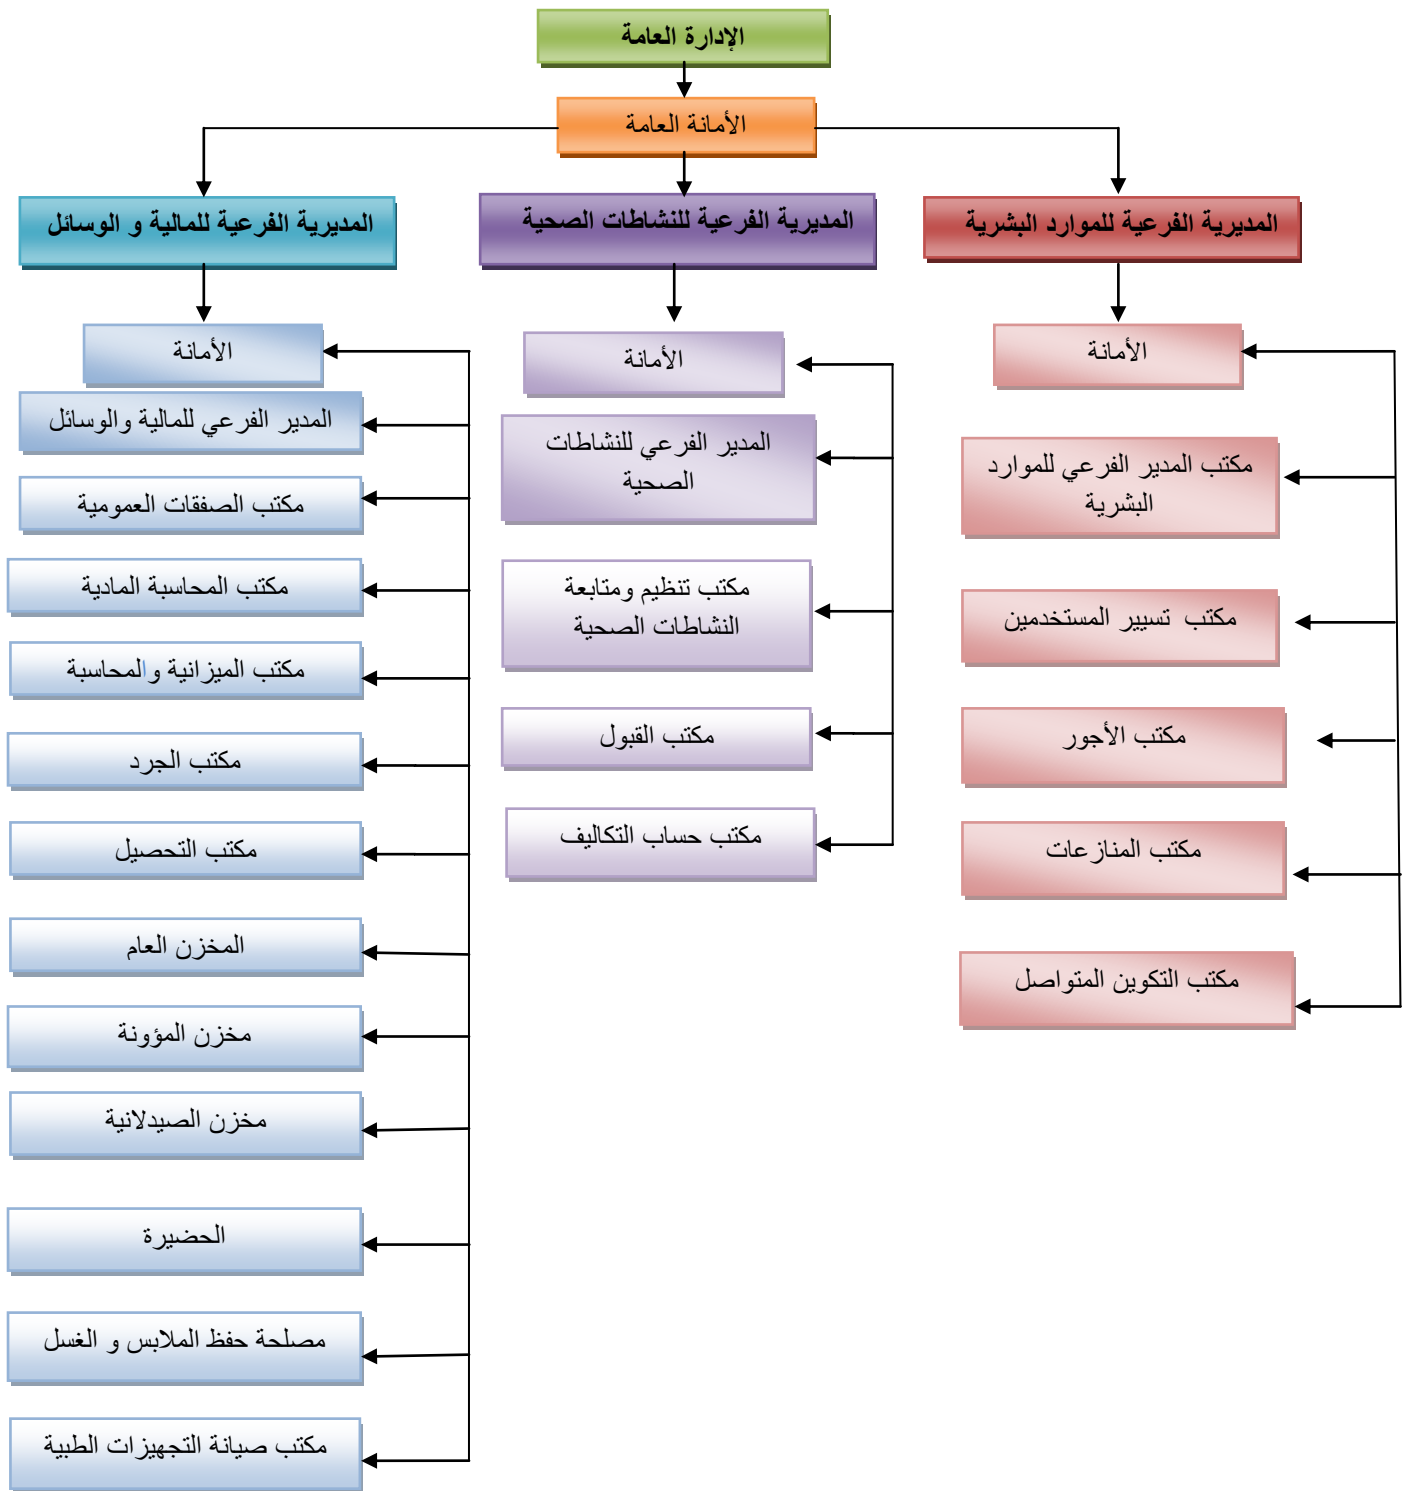 الإدارة العامة
الأمانة العامة
المديرية الفرعية للموارد البشرية
المديرية الفرعية للنشاطات الصحية
المديرية الفرعية للمالية و الوسائل
الأمانة
مكتب المدير الفرعي للموارد
البشرية
مكتب تسيير المستخدمين
مكتب الأجور
مكتب المنازعات
مكتب التكوين المتواصل
الأمانة
المدير الفرعي للنشاطات
الصحية
مكتب تنظيم ومتابعة
النشاطات الصحية
مكتب القبول
مكتب حساب التكاليف
الأمانة
المدير الفرعي للمالية والوسائل
مكتب الصفقات العمومية
مكتب المحاسبة المادية
مكتب الميزانية والمحاسبة
مكتب الجرد
مكتب التحصيل
المخزن العام
مخزن المؤونة
مخزن الصيدلانية
الحضيرة
مصلحة حفظ الملابس و الغسل
مكتب صيانة التجهيزات الطبية